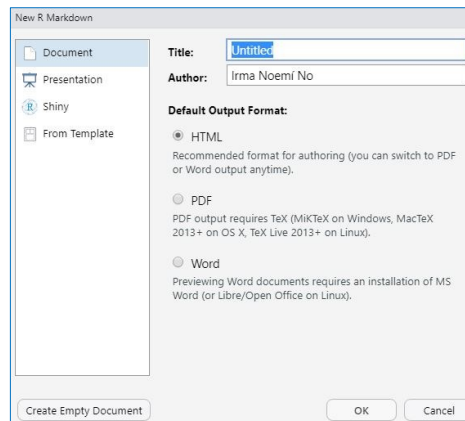 New R Markdown
Document
Presentation
R Shiny
From Template
Title: Untitled
Author: Irma Noemí No
Default Output Format:
HTML
Recommended format for authoring (you can switch to PDF
or Word output anytime).
PDF
PDF output requires TeX (MiKTeX on Windows, MacTeX
2013+ on OS X, TeX Live 2013+ on Linux).
Word
Previewing Word documents requires an installation of MS
Word (or Libre/Open Office on Linux).
Create Empty Document
OK
Cancel